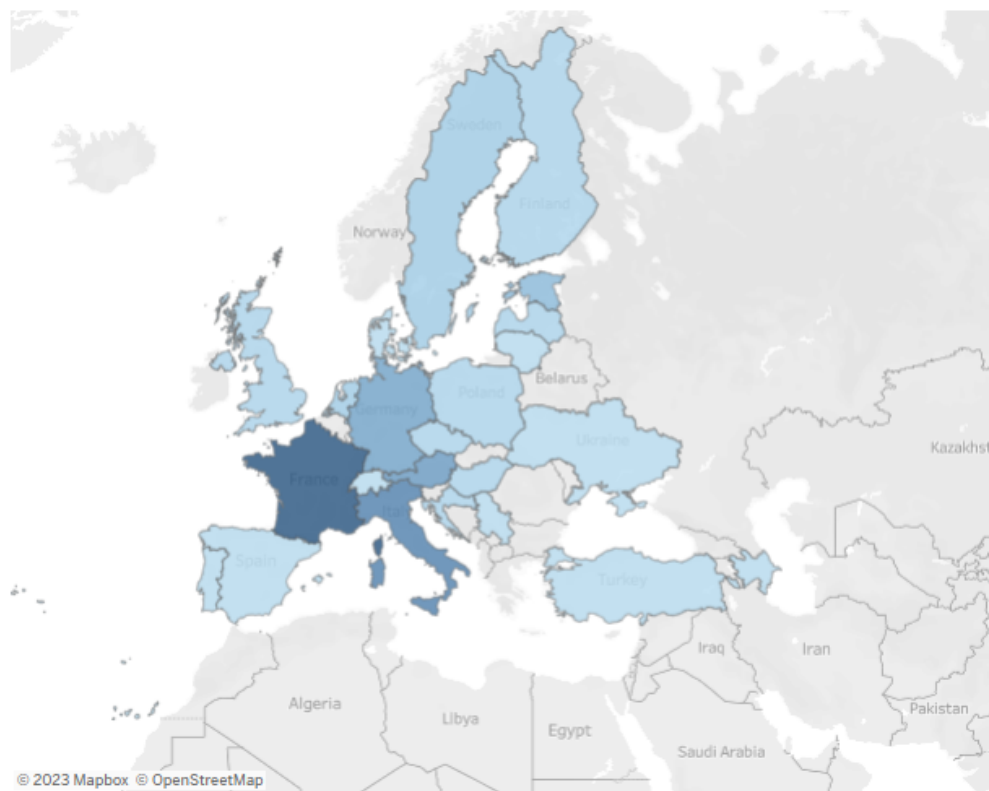 Sweden
Finland
Norway
Belarus
Poland
Germany
Ukraine
Kazakhst
France
Ital
Spain
Turkey
Iraq
Iran
Algeria
Libya
Egypt
Pakistan
Saudi Arabia
© 2023 Mapbox © OpenStreetMap